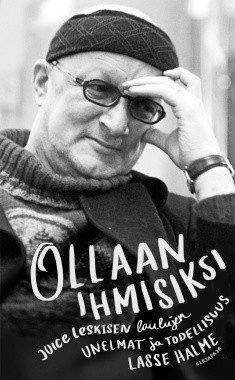 OLLAAN
IHMISIKSI
JUICE LESKISEN laulujen
UNELMAT ja TODELLISUUS
LASSE HALME
KIRJAPAJA